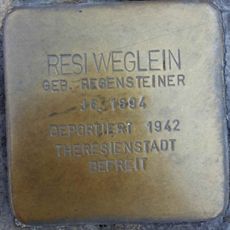 RESI WEGLEIN
GEB. REGENSTEINER
JG. 1894
DEPORTIERT 1942
THERESIENSTADT
BEFREIT